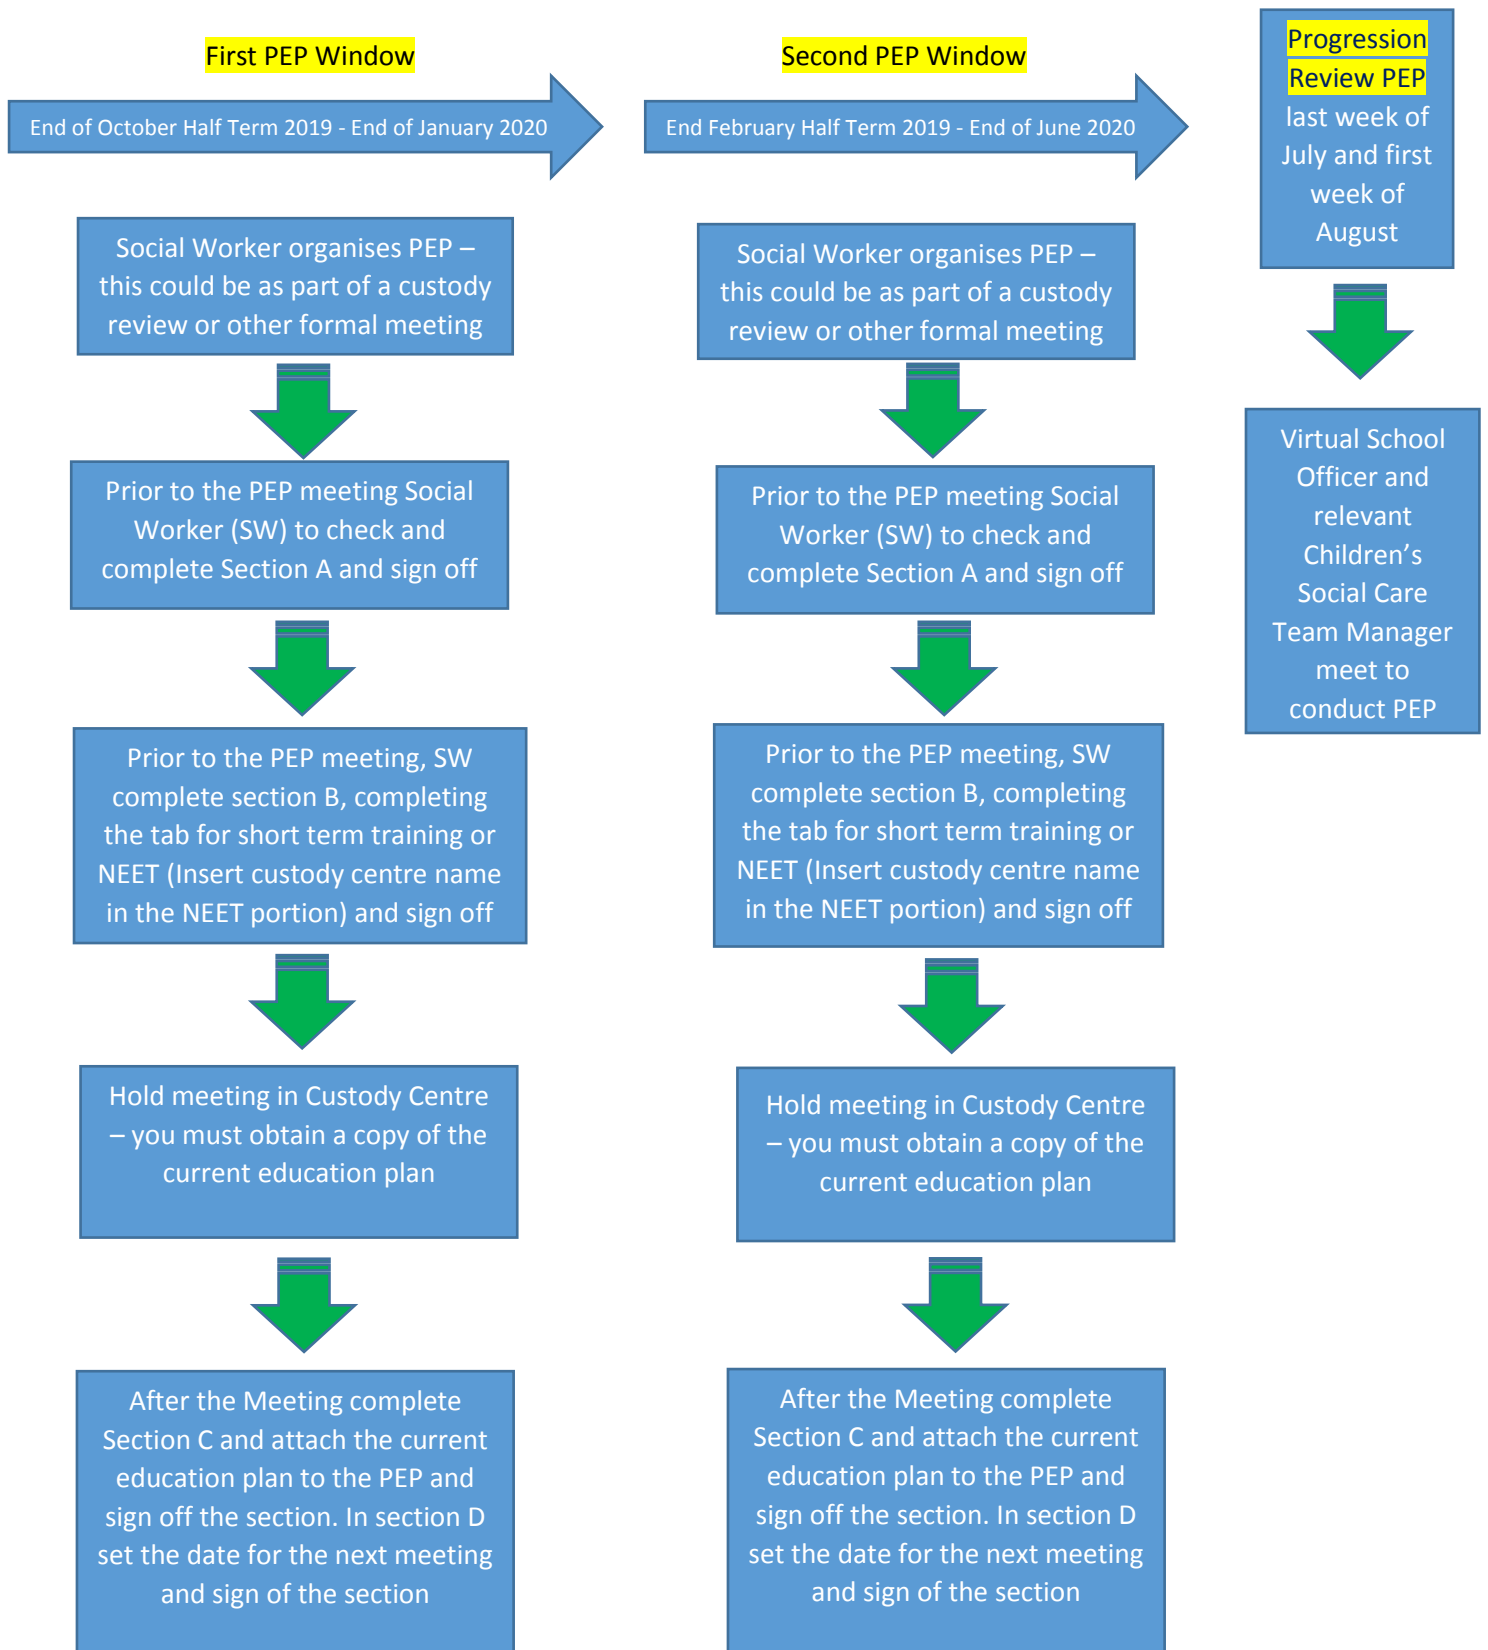 First PEP Window
End of October Half Term 2019 - End of January 2020
Social Worker organises PEP –
this could be as part of a custody
review or other formal meeting
Prior to the PEP meeting Social
Worker (SW) to check and
complete Section A and sign off
Prior to the PEP meeting, SW
complete section B, completing
the tab for short term training or
NEET (Insert custody centre name
in the NEET portion) and sign off
Hold meeting in Custody Centre
– you must obtain a copy of the
current education plan
After the Meeting complete
Section C and attach the current
education plan to the PEP and
sign off the section. In section D
set the date for the next meeting
and sign of the section
Second PEP Window
End February Half Term 2019 - End of June 2020
Social Worker organises PEP –
this could be as part of a custody
review or other formal meeting
Prior to the PEP meeting Social
Worker (SW) to check and
complete Section A and sign off
Prior to the PEP meeting, SW
complete section B, completing
the tab for short term training or
NEET (Insert custody centre name
in the NEET portion) and sign off
Hold meeting in Custody Centre
– you must obtain a copy of the
current education plan
After the Meeting complete
Section C and attach the current
education plan to the PEP and
sign off the section. In section D
set the date for the next meeting
and sign of the section
Progression
Review PEP
last week of
July and first
week of
August
Virtual School
Officer and
relevant
Children’s
Social Care
Team Manager
meet to
conduct PEP